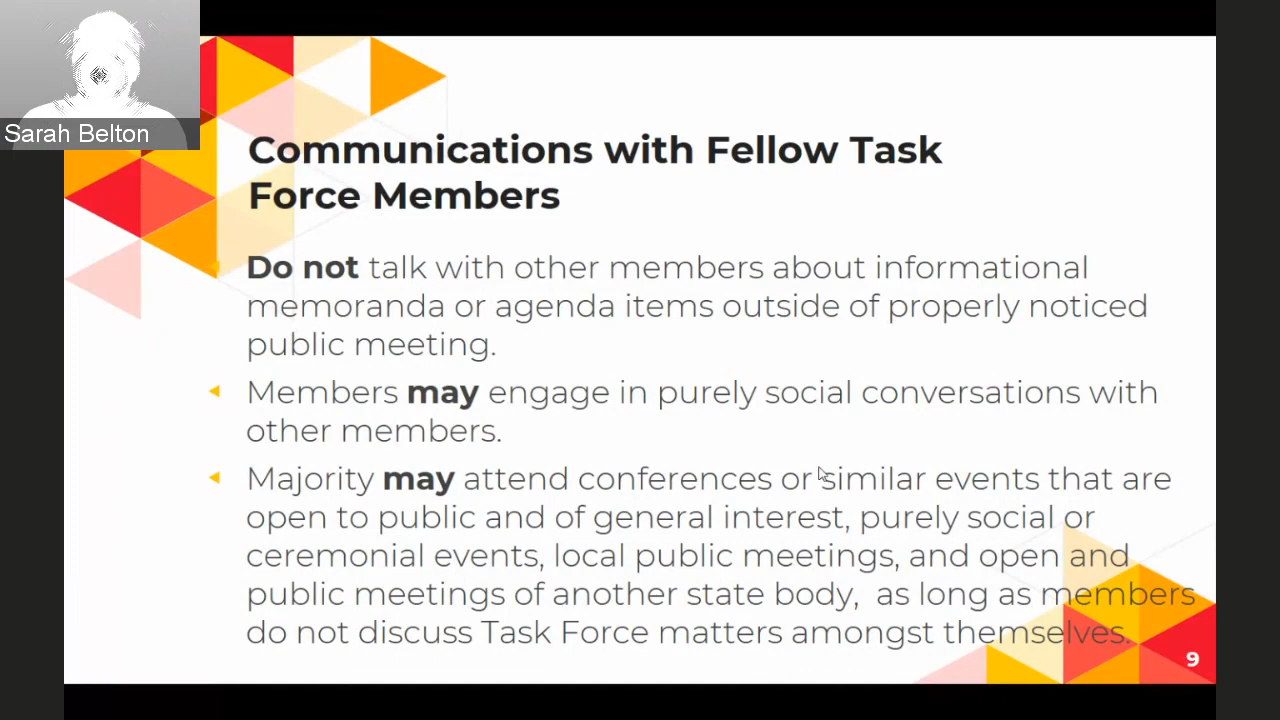 Sarah Belton
Communications with Fellow Task
Force Members
Do not talk with other members about informational
memoranda or agenda items outside of properly noticed
public meeting.
Members may engage in purely social conversations with
other members.
Majority may attend conferences or similar events that are
open to public and of general interest, purely social or
ceremonial events, local public meetings, and open and
public meetings of another state body,  as long as members
do not discuss Task Force matters amongst themselves.
9